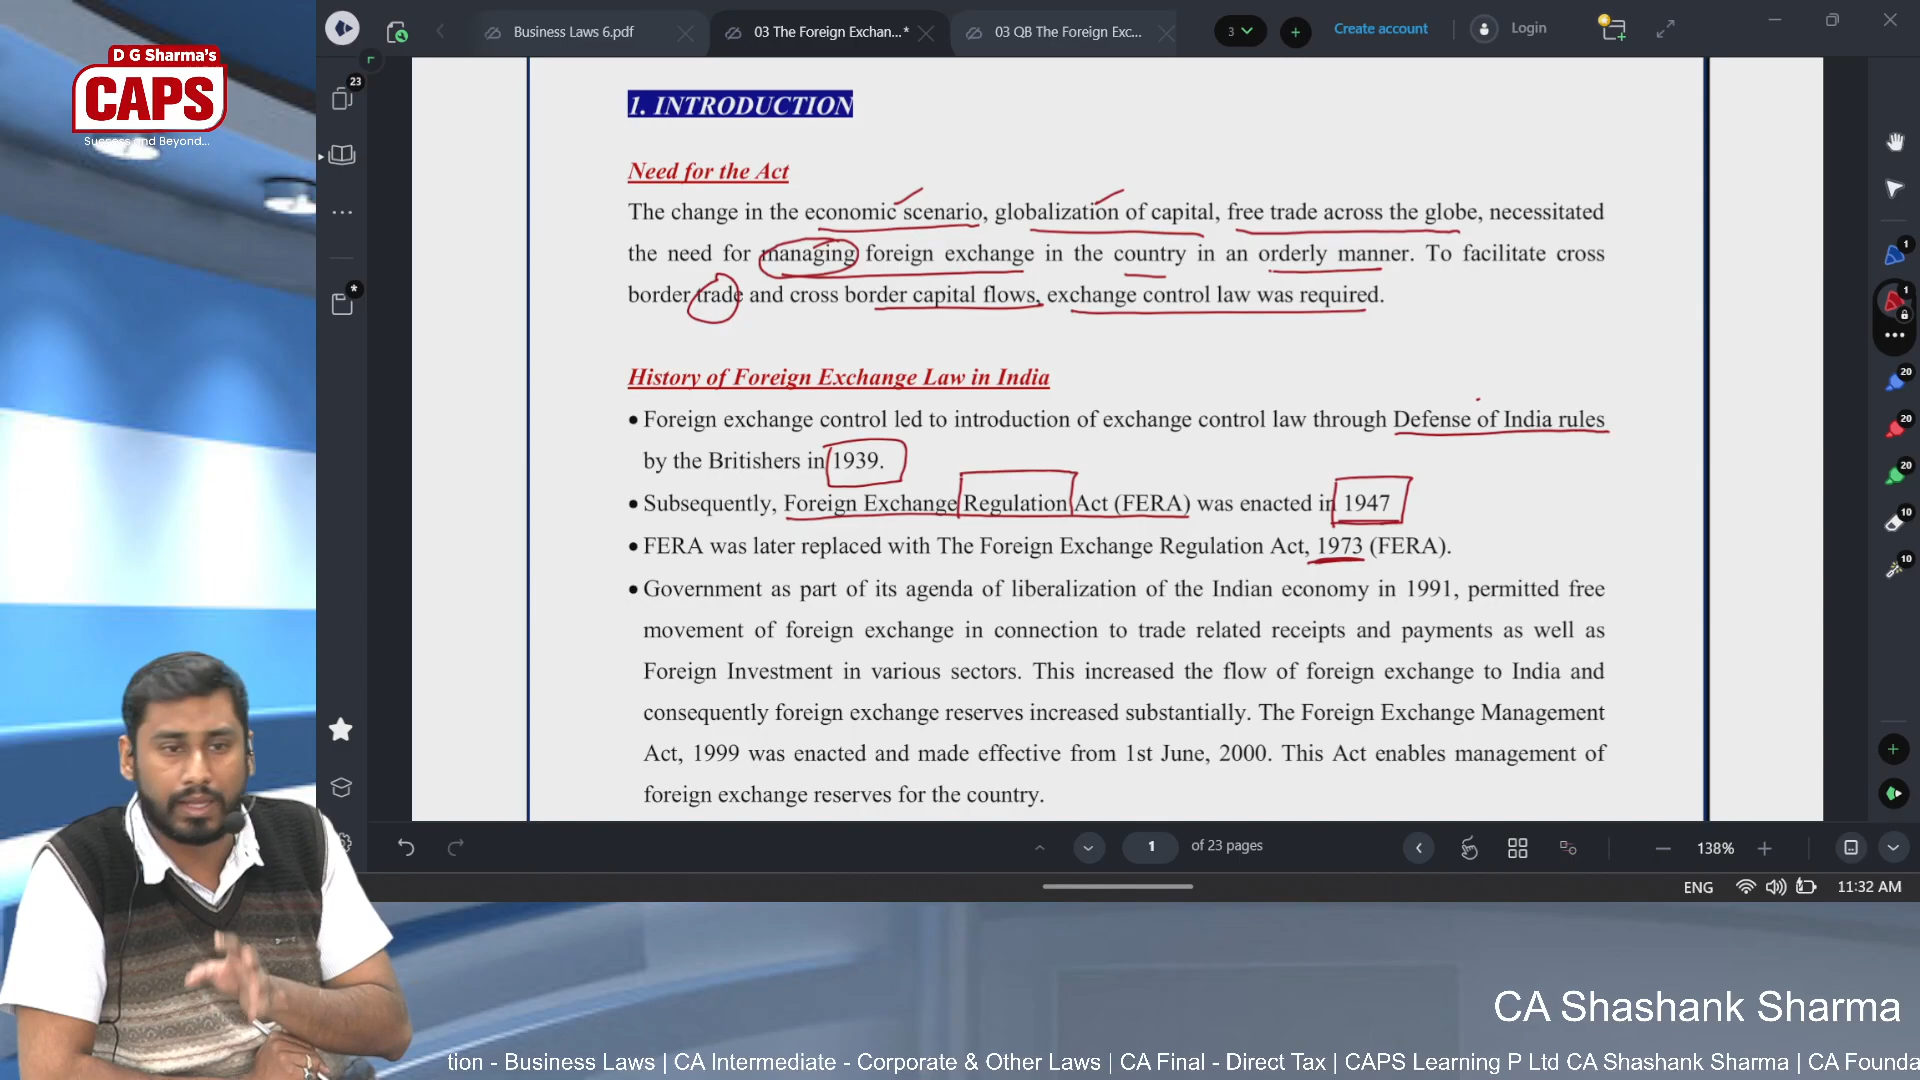 D G Sharma's
CAPS
Success and Beyond...
Business Laws 6.pdf
03 The Foreign Exchan...*
03 QB The Foreign Exc...
3
Create account
Login
23
1. INTRODUCTION
Need for the Act
The change in the economic scenario, globalization of capital, free trade across the globe, necessitated
the need for managing foreign exchange in the country in an orderly manner. To facilitate cross
border trade and cross border capital flows, exchange control law was required.
History of Foreign Exchange Law in India
• Foreign exchange control led to introduction of exchange control law through Defense of India rules
by the Britishers in 1939.
• Subsequently, Foreign Exchange Regulation Act (FERA) was enacted in 1947
• FERA was later replaced with The Foreign Exchange Regulation Act, 1973 (FERA).
• Government as part of its agenda of liberalization of the Indian economy in 1991, permitted free
movement of foreign exchange in connection to trade related receipts and payments as well as
Foreign Investment in various sectors. This increased the flow of foreign exchange to India and
consequently foreign exchange reserves increased substantially. The Foreign Exchange Management
Act, 1999 was enacted and made effective from 1st June, 2000. This Act enables management of
foreign exchange reserves for the country.
1
1
20
20
20
10
10
1 of 23 pages
138%
ENG 11:32 AM
CA Shashank Sharma
tion - Business Laws | CA Intermediate - Corporate & Other Laws | CA Final - Direct Tax | CAPS Learning P Ltd CA Shashank Sharma | CA Founda